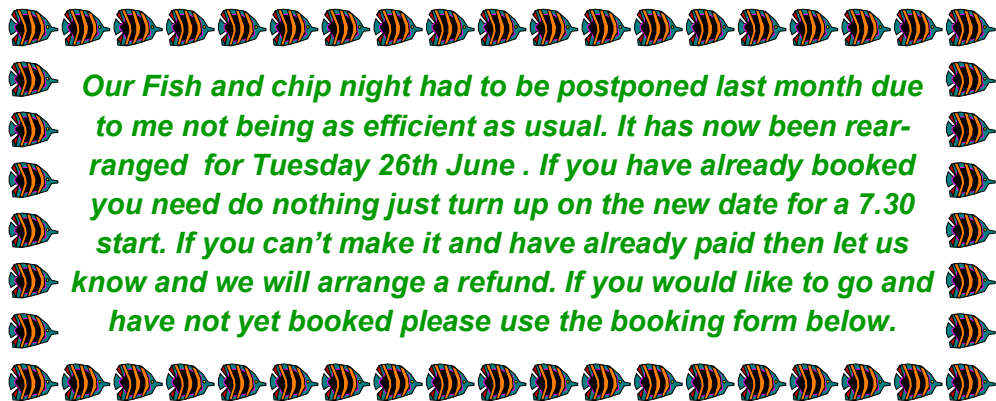 Our Fish and chip night had to be postponed last month due
to me not being as efficient as usual. It has now been rear-
ranged  for Tuesday 26th June . If you have already booked
you need do nothing just turn up on the new date for a 7.30
start. If you can’t make it and have already paid then let us
know and we will arrange a refund. If you would like to go and
have not yet booked please use the booking form below.